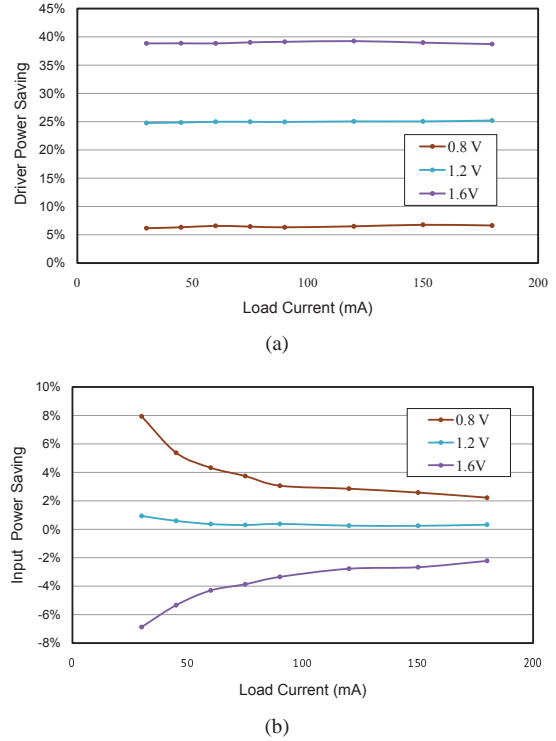 45%
40%
35%
30%
25%
20%
15%
10%
5%
0%
Driver Power Saving
0.8 V
1.2 V
1.6V
0 50 100 150 200
Load Current (mA)
(a)
10%
8%
6%
4%
2%
0%
-2%
-4%
-6%
-8%
Input Power Saving
0.8 V
1.2 V
1.6V
0 50 100 150 200
Load Current (mA)
(b)